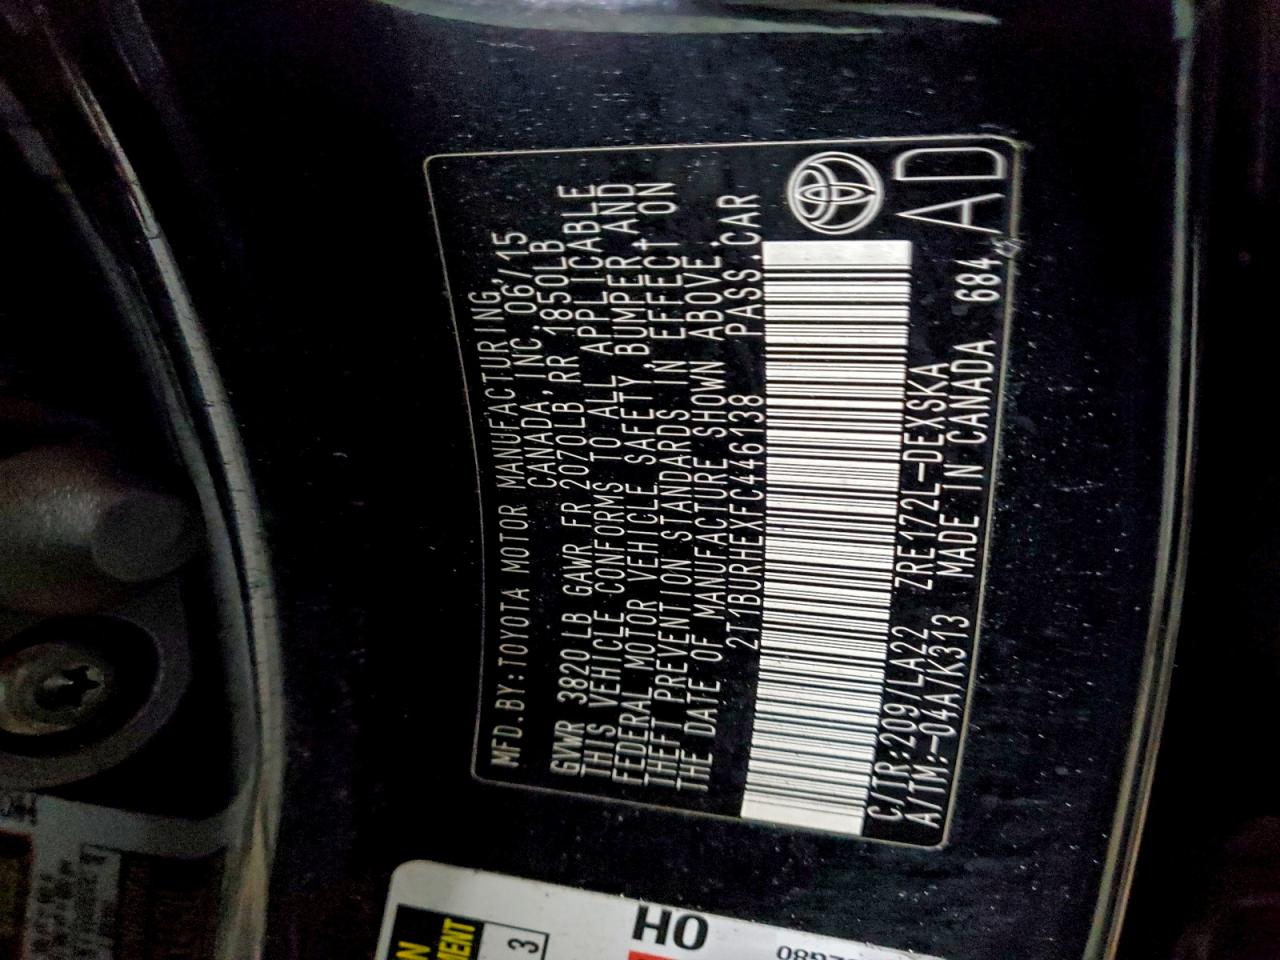 MFD.BY:TOYOTA MOTOR MANUFACTURING,
CANADA,INC. 06/15
GVWR 3820LB GAWR FR 2070LB,RR 1850LB
THIS VEHICLE CONFORMS TO ALL APPLICABLE
FEDERAL MOTOR VEHICLE SAFETY, BUMPER, AND
THEFT PREVENTION STANDARDS IN EFFECT ON
THE DATE OF MANUFACTURE SHOWN ABOVE.
2T1BURHEXFC446138 PASS.CAR
C/TR:209/LA22 ZRE172L-DEXSKA
A/TM:-04A/K313 MADE IN CANADA 684
AD
MENT
3
HO